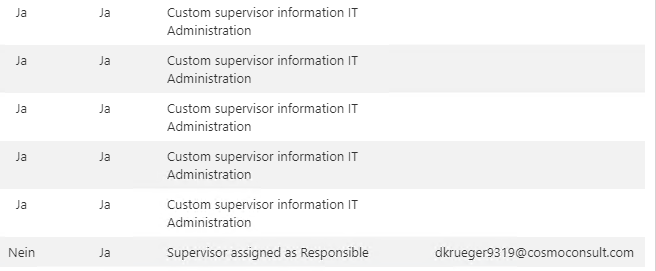 Ja Ja Custom supervisor information IT
Administration
Ja Ja Custom supervisor information IT
Administration
Ja Ja Custom supervisor information IT
Administration
Ja Ja Custom supervisor information IT
Administration
Ja Ja Custom supervisor information IT
Administration
Nein Ja Supervisor assigned as Responsible dkrueger9319@cosmoconsult.com